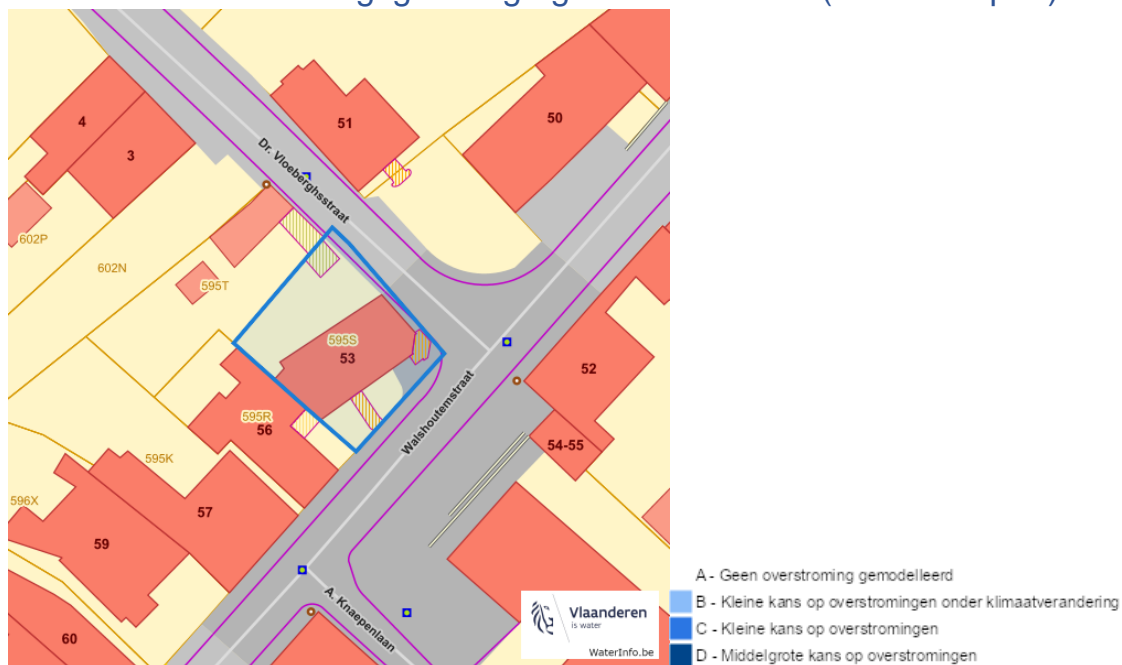 4
3
51
50
Dr. Vloeberghsstraat
602P
602N
595T
595S
53
52
Walshoutemstraat
595R
56
54-55
595K
596X
57
59
A. Knaepenlaan
60
Vlaanderen
is water
WaterInfo.be
A - Geen overstroming gemodelleerd
B - Kleine kans op overstromingen onder klimaatverandering
C - Kleine kans op overstromingen
D - Middelgrote kans op overstromingen